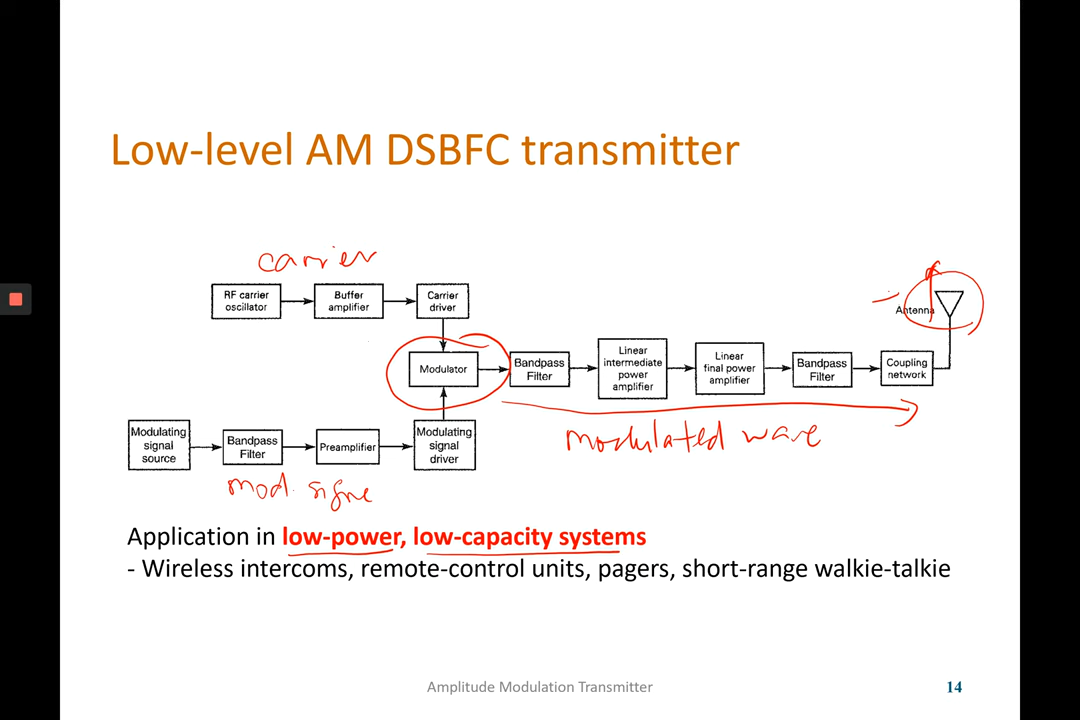 Low-level AM DSBFC transmitter
carrier
RF carrier
oscillator
Buffer
amplifier
Carrier
driver
Antenna
Modulator
Bandpass
Filter
Linear
intermediate
power
amplifier
Linear
final power
amplifier
Bandpass
Filter
Coupling
network
Modulating
signal
source
Bandpass
Filter
Preamplifier
Modulating
signal
driver
modulated wave
mod.
Application in low-power, low-capacity systems
- Wireless intercoms, remote-control units, pagers, short-range walkie-talkie
Amplitude Modulation Transmitter
14